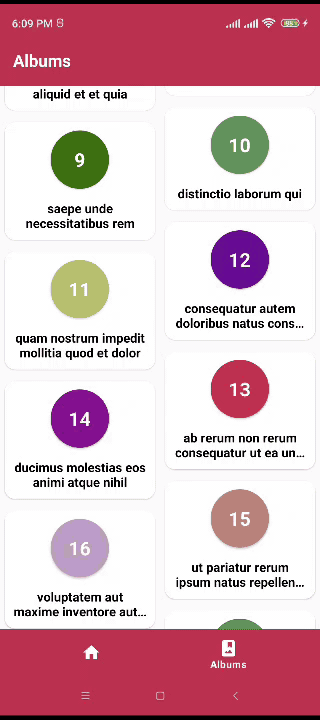 6:09 PM
Albums
aliquid et et quia
9
saepe unde
necessitatibus rem
10
distinctio laborum qui
11
quam nostrum impedit
mollitia quod et dolor
12
consequatur autem
doloribus natus cons...
14
ducimus molestias eos
animi atque nihil
13
ab rerum non rerum
consequatur ut ea un...
16
voluptatem aut
maxime inventore aut...
15
ut pariatur rerum
ipsum natus repellen...
Albums